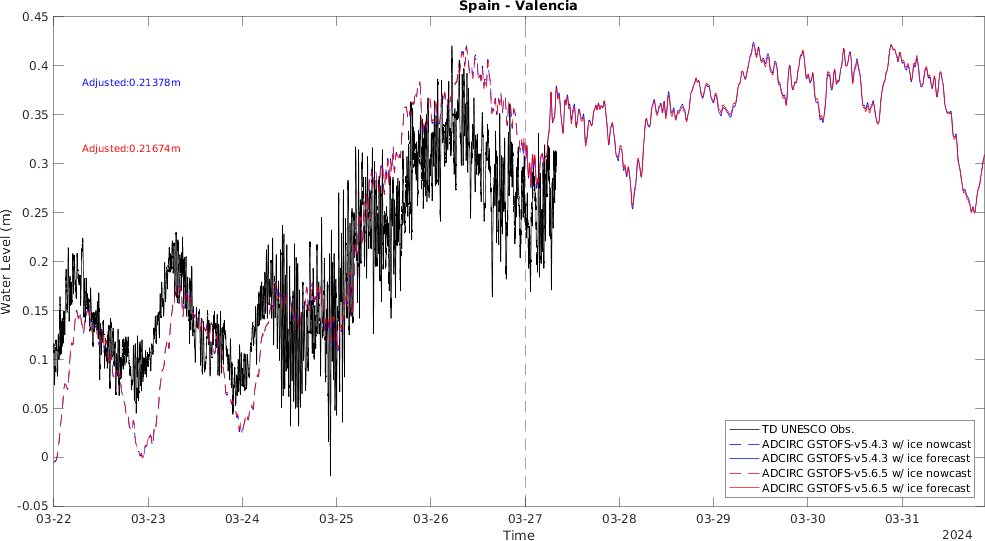 Spain - Valencia
0.45
0.4
0.35
0.3
0.25
0.2
0.15
0.1
0.05
0
-0.05
Water Level (m)
Adjusted:0.21378m
Adjusted:0.21674m
TD UNESCO Obs.
ADCIRC GSTOFS-v5.4.3 w/ ice nowcast
ADCIRC GSTOFS-v5.4.3 w/ ice forecast
ADCIRC GSTOFS-v5.6.5 w/ ice nowcast
ADCIRC GSTOFS-v5.6.5 w/ ice forecast
03-22 03-23 03-24 03-25 03-26 03-27 03-28 03-29 03-30 03-31
Time
2024